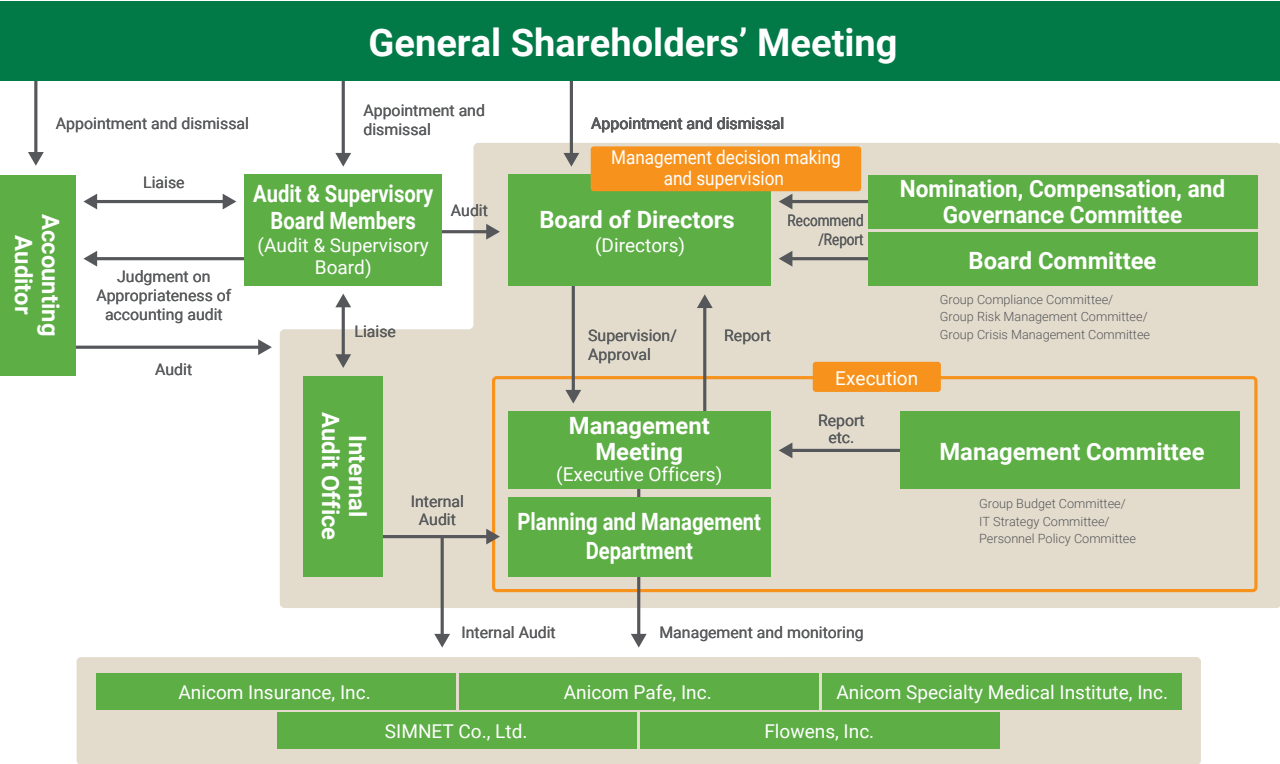 General Shareholders’ Meeting
Appointment and dismissal
Appointment and
dismissal
Appointment and dismissal
Management decision making
and supervision
Accounting
Auditor
Liaise
Audit & Supervisory
Board Members
(Audit & Supervisory
Board)
Audit
Board of Directors
(Directors)
Recommend
/Report
Nomination, Compensation, and
Governance Committee
Board Committee
Group Compliance Committee/
Group Risk Management Committee/
Group Crisis Management Committee
Judgment on
Appropriateness of
accounting audit
Audit
Liaise
Supervision/
Approval
Report
Execution
Internal
Audit Office
Management
Meeting
(Executive Officers)
Report
etc.
Management Committee
Group Budget Committee/
IT Strategy Committee/
Personnel Policy Committee
Internal
Audit
Planning and Management
Department
Internal Audit
Management and monitoring
Anicom Insurance, Inc.
Anicom Pafe, Inc.
Anicom Specialty Medical Institute, Inc.
SIMNET Co., Ltd.
Flowens, Inc.